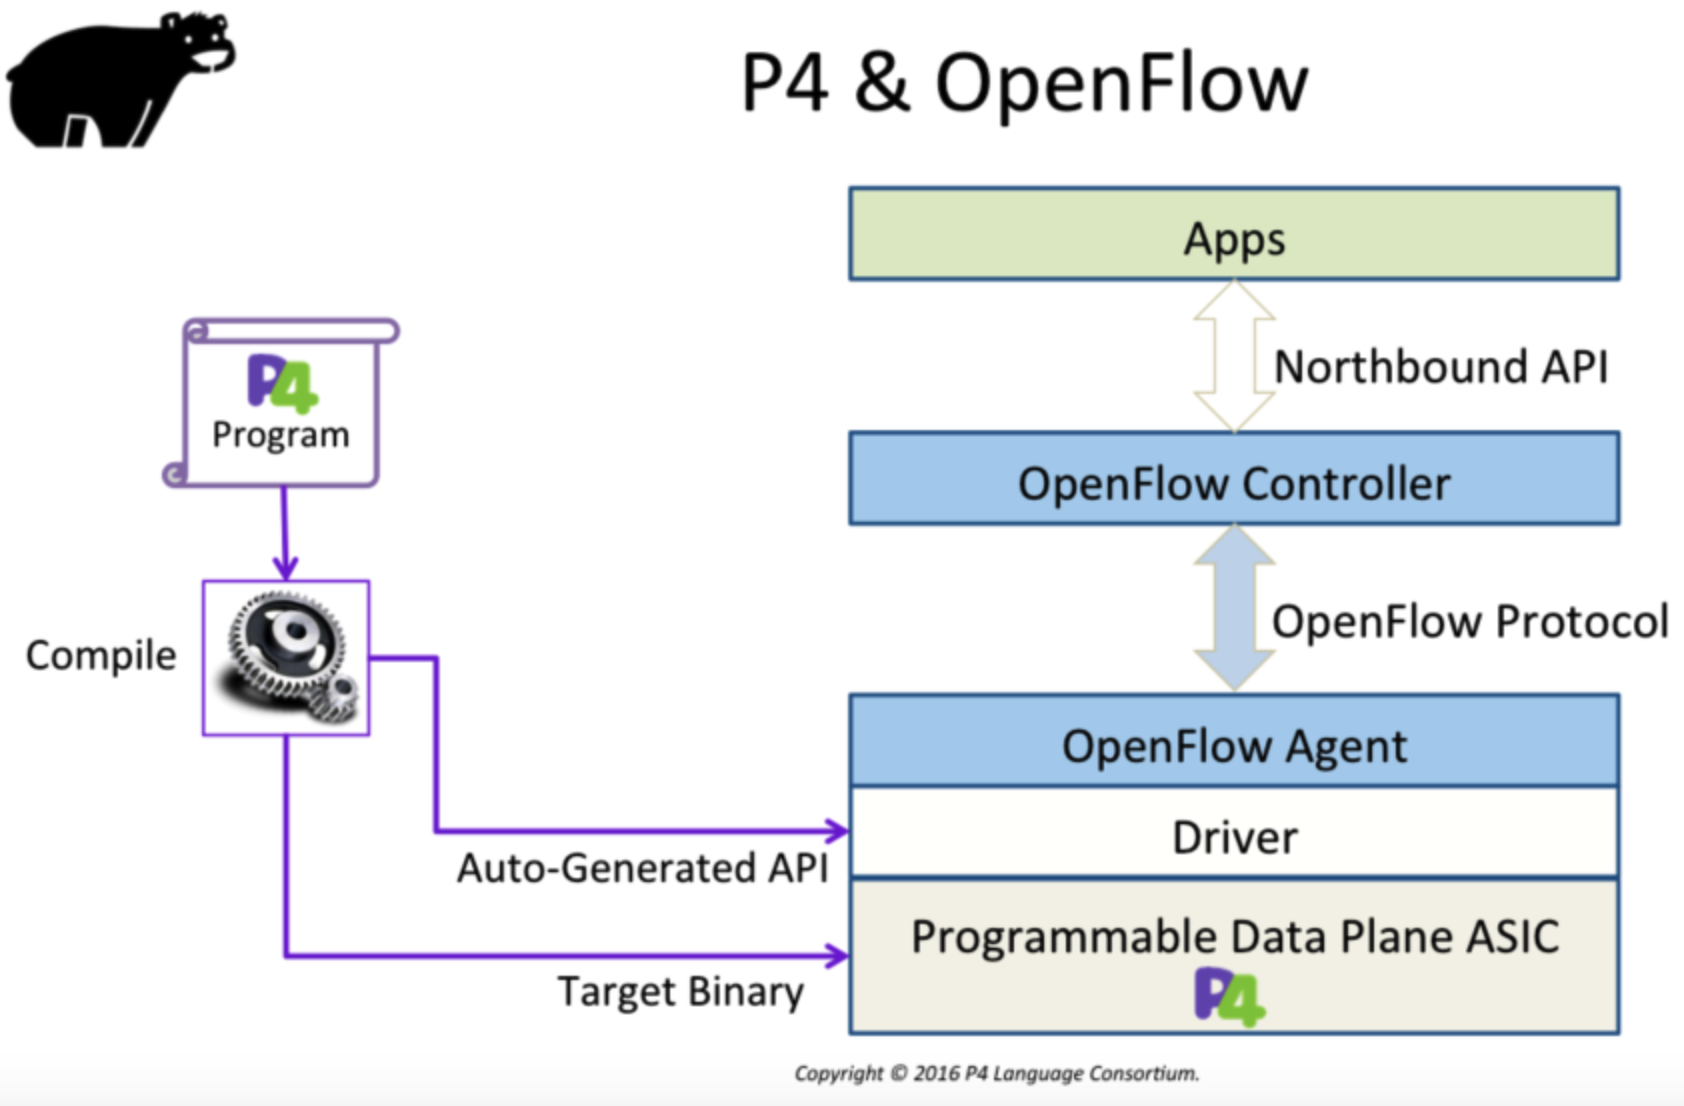 P4 & OpenFlow
Apps
Northbound API
P4
Program
OpenFlow Controller
OpenFlow Protocol
Compile
OpenFlow Agent
Driver
Auto-Generated API
Programmable Data Plane ASIC
P4
Target Binary
Copyright © 2016 P4 Language Consortium.